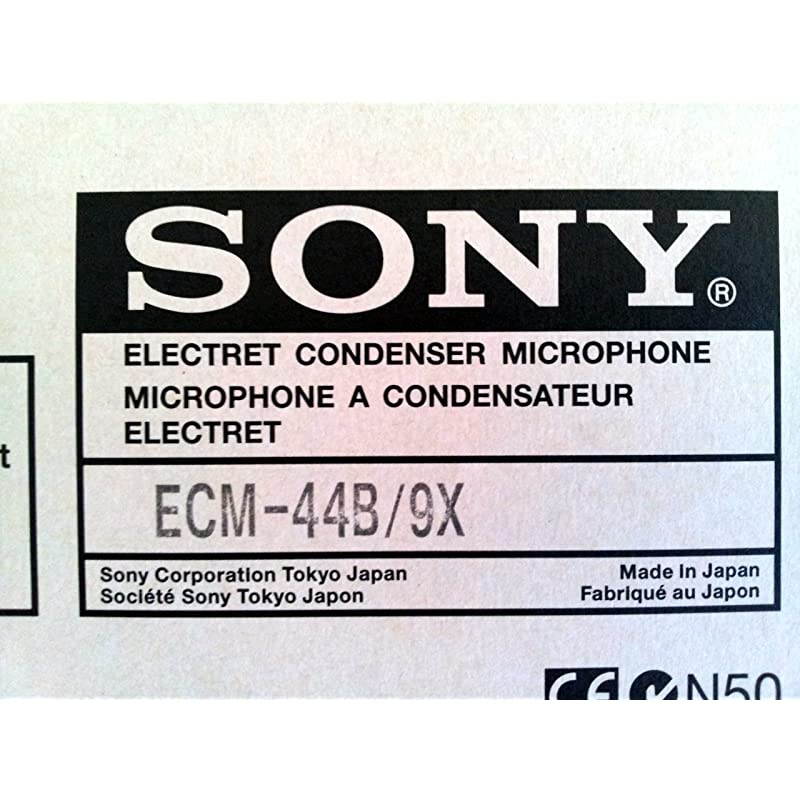 SONY®
ELECTRET CONDENSER MICROPHONE
MICROPHONE A CONDENSATEUR
ELECTRET
t
ECM-44B/9X
Sony Corporation Tokyo Japan
Made in Japan
Société Sony Tokyo Japon
Fabriqué au Japon
CE N50